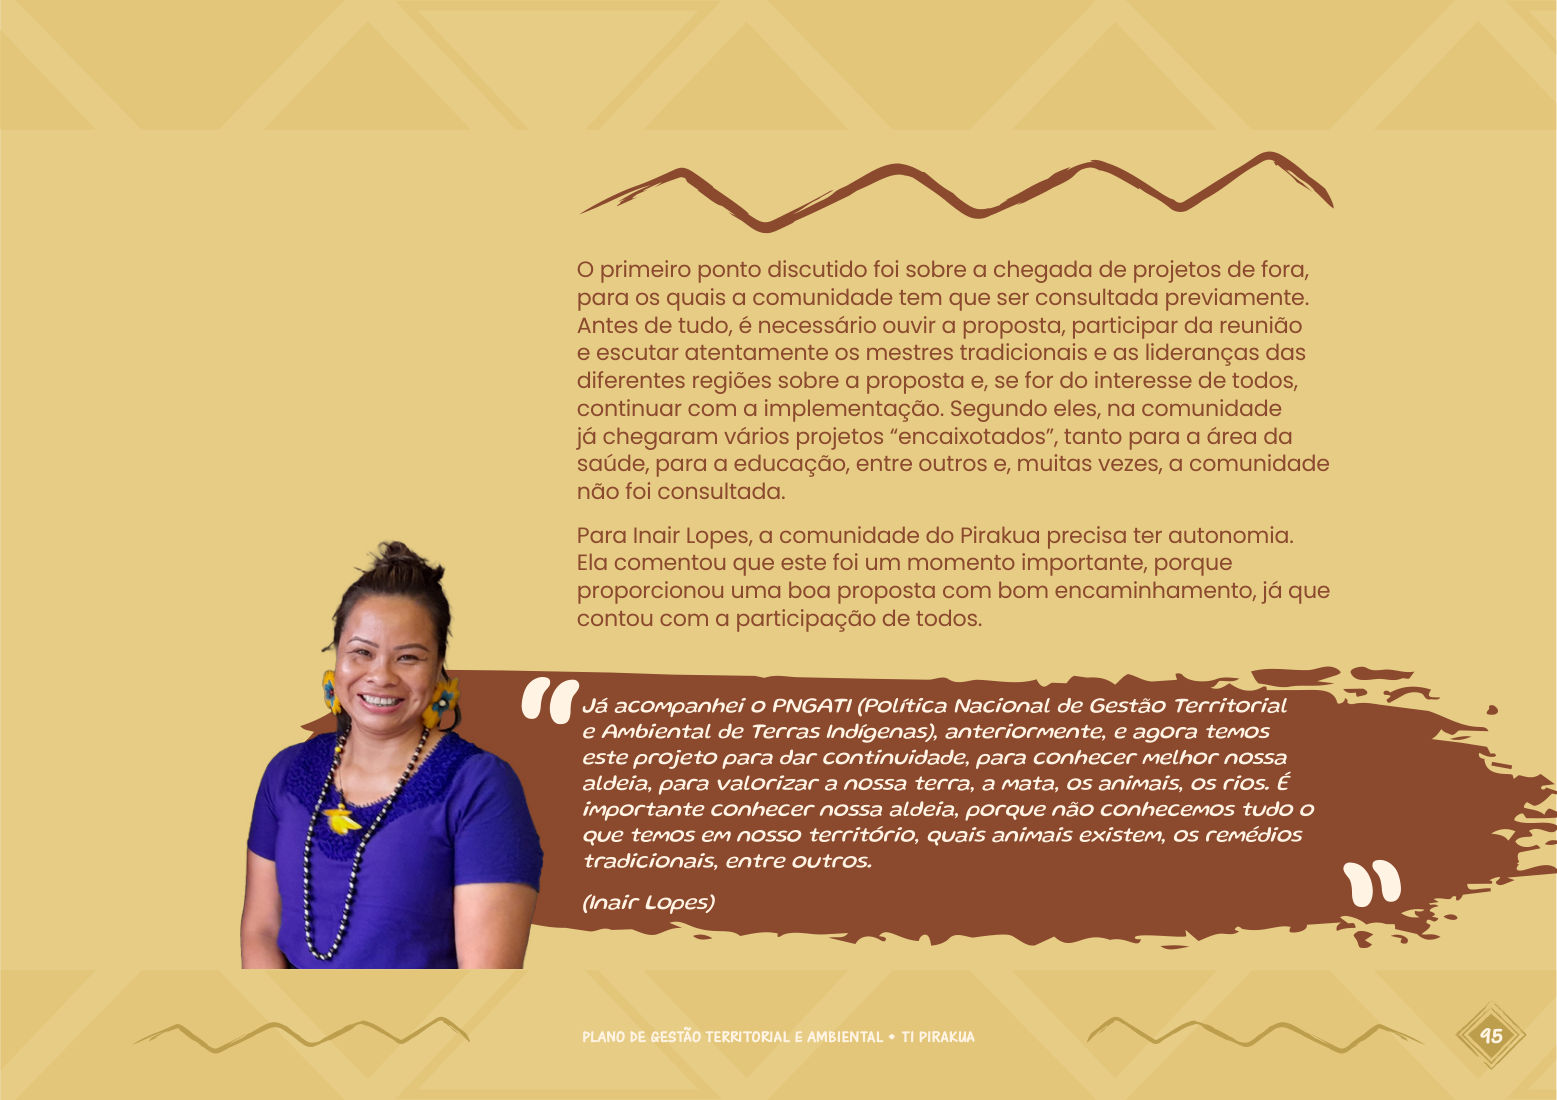 O primeiro ponto discutido foi sobre a chegada de projetos de fora,
para os quais a comunidade tem que ser consultada previamente.
Antes de tudo, é necessário ouvir a proposta, participar da reunião
e escutar atentamente os mestres tradicionais e as lideranças das
diferentes regiões sobre a proposta e, se for do interesse de todos,
continuar com a implementação. Segundo eles, na comunidade
já chegaram vários projetos “encaixotados”, tanto para a área da
saúde, para a educação, entre outros e, muitas vezes, a comunidade
não foi consultada.
Para Inair Lopes, a comunidade do Pirakua precisa ter autonomia.
Ela comentou que este foi um momento importante, porque
proporcionou uma boa proposta com bom encaminhamento, já que
contou com a participação de todos.
“Já acompanhei o PNGATI (Política Nacional de Gestão Territorial
e Ambiental de Terras Indígenas), anteriormente, e agora temos
este projeto para dar continuidade, para conhecer melhor nossa
aldeia, para valorizar a nossa terra, a mata, os animais, os rios. É
importante conhecer nossa aldeia, porque não conhecemos tudo o
que temos em nosso território, quais animais existem, os remédios
tradicionais, entre outros.
(Inair Lopes)”
PLANO DE GESTÃO TERRITORIAL E AMBIENTAL • TI PIRAKUA
95